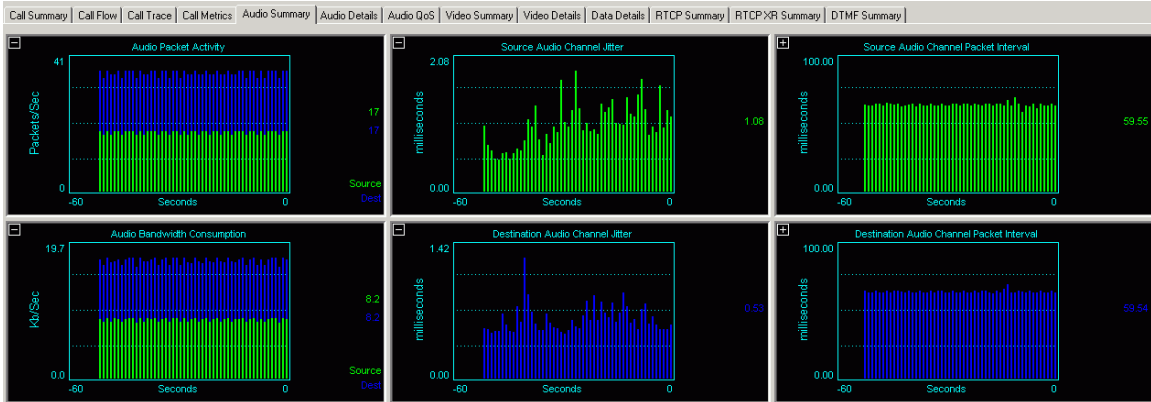 Call Summary Call Flow Call Trace Call Metrics Audio Summary Audio Details Audio QoS Video Summary Video Details Data Details RTCP Summary RTCP XR Summary DTMF Summary
Audio Packet Activity
41
Packets/Sec
17
17
Source
Dest
0
-60 Seconds 0
Source Audio Channel Jitter
2.08
milliseconds
1.08
0.00
-60 Seconds 0
Source Audio Channel Packet Interval
100.00
milliseconds
59.55
0.00
-60 Seconds 0
Audio Bandwidth Consumption
19.7
Kb/Sec
8.2
8.2
Source
Dest
0.0
-60 Seconds 0
Destination Audio Channel Jitter
1.42
milliseconds
0.53
0.00
-60 Seconds 0
Destination Audio Channel Packet Interval
100.00
milliseconds
59.54
0.00
-60 Seconds 0